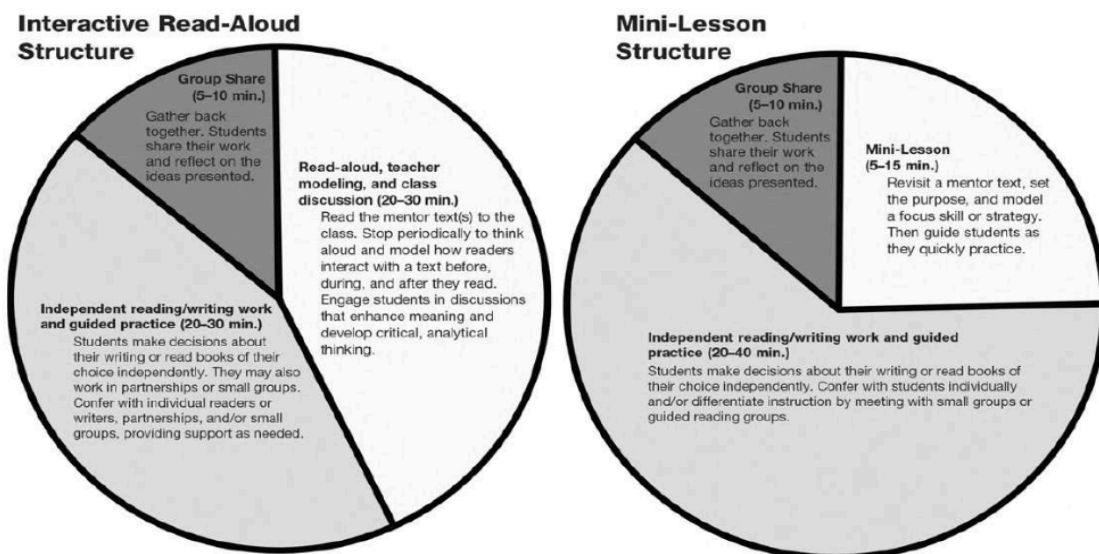 Interactive Read-Aloud
Structure
Group Share
(5–10 min.)
Gather back
together. Students
share their work
and reflect on the
ideas presented.
Read-aloud, teacher
modeling, and class
discussion (20–30 min.)
Read the mentor text(s) to the
class. Stop periodically to think
aloud and model how readers
interact with a text before,
during, and after they read.
Engage students in discussions
that enhance meaning and
develop critical, analytical
thinking.
Independent reading/writing work
and guided practice (20–30 min.)
Students make decisions about
their writing or read books of their
choice independently. They may also
work in partnerships or small groups.
Confer with individual readers or
writers, partnerships, and/or small
groups, providing support as needed.
Mini-Lesson
Structure
Group Share
(5–10 min.)
Gather back
together. Students
share their work
and reflect on the
ideas presented.
Mini-Lesson
(5–15 min.)
Revisit a mentor text, set
the purpose, and model
a focus skill or strategy.
Then guide students as
they quickly practice.
Independent reading/writing work and guided
practice (20–40 min.)
Students make decisions about their writing or read books of
their choice independently. Confer with students individually
and/or differentiate instruction by meeting with small groups or
guided reading groups.